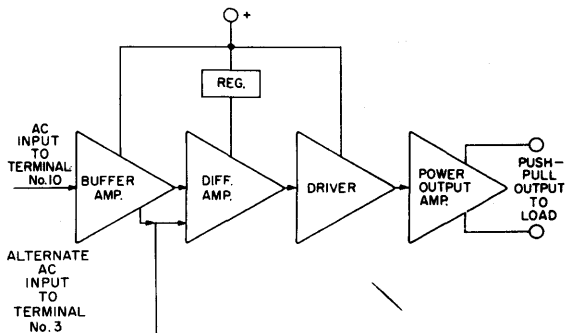 +
REG.
AC
INPUT
TO
TERMINAL
No.10
BUFFER
AMP.
DIFF.
AMP.
DRIVER
POWER
OUTPUT
AMP.
PUSH-
PULL
OUTPUT
TO
LOAD
ALTERNATE
AC
INPUT
TO
TERMINAL
No.3